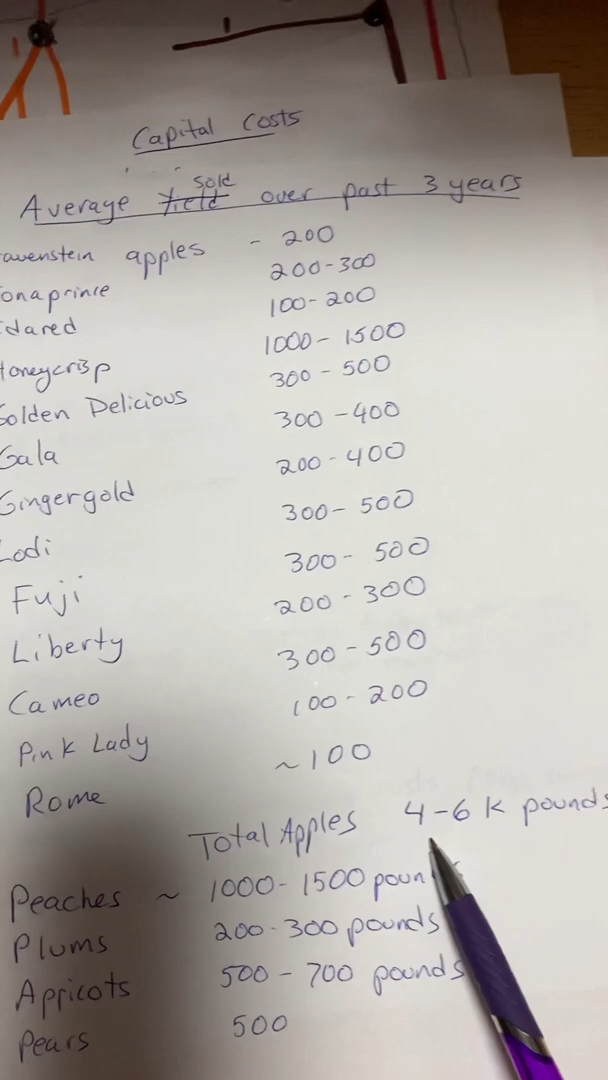 Capital Costs
sold
Average yield over past 3 years
avenstein apples - 200
onaprince 200-300
dared 100-200
Honeycrisp 1000-1500
Golden Delicious 300-500
Gala 300-400
Gingergold 200-400
Lodi 300-500
Fuji 300-500
Liberty 200-300
Cameo 300-500
Pink Lady 100-200
Rome ~100
Total Apples 4-6 K pounds
Peaches ~ 1000-1500 poun
Plums 200-300 pounds
Apricots 500-700 pounds
Pears 500